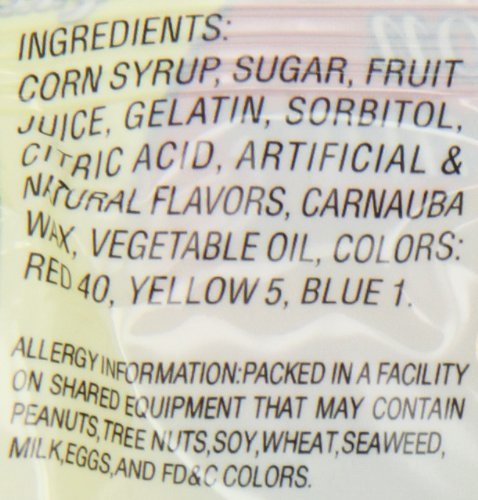 INGREDIENTS:
CORN SYRUP, SUGAR, FRUIT
JUICE, GELATIN, SORBITOL,
CITRIC ACID, ARTIFICIAL &
NATURAL FLAVORS, CARNAUBA
WAX, VEGETABLE OIL, COLORS:
RED 40, YELLOW 5, BLUE 1.
ALLERGY INFORMATION:PACKED IN A FACILITY
ON SHARED EQUIPMENT THAT MAY CONTAIN
PEANUTS,TREE NUTS,SOY,WHEAT,SEAWEED,
MILK,EGGS,AND FD&C COLORS.